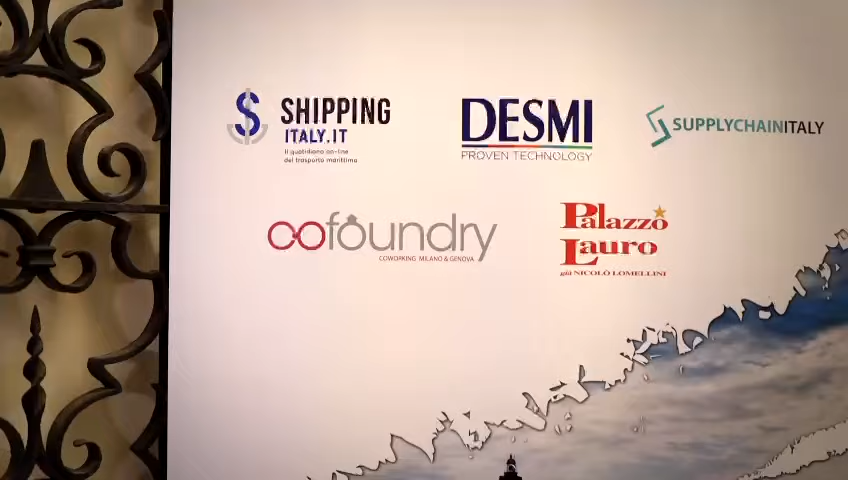 SHIPPING
ITALY.IT
Il quotidiano on-line
del trasporto marittimo
DESMI
PROVEN TECHNOLOGY
SUPPLYCHAINITALY
cofoundry
COWORKING MILANO & GENOVA
Palazzo
Lauro
già NICOLÒ LOMELLINI